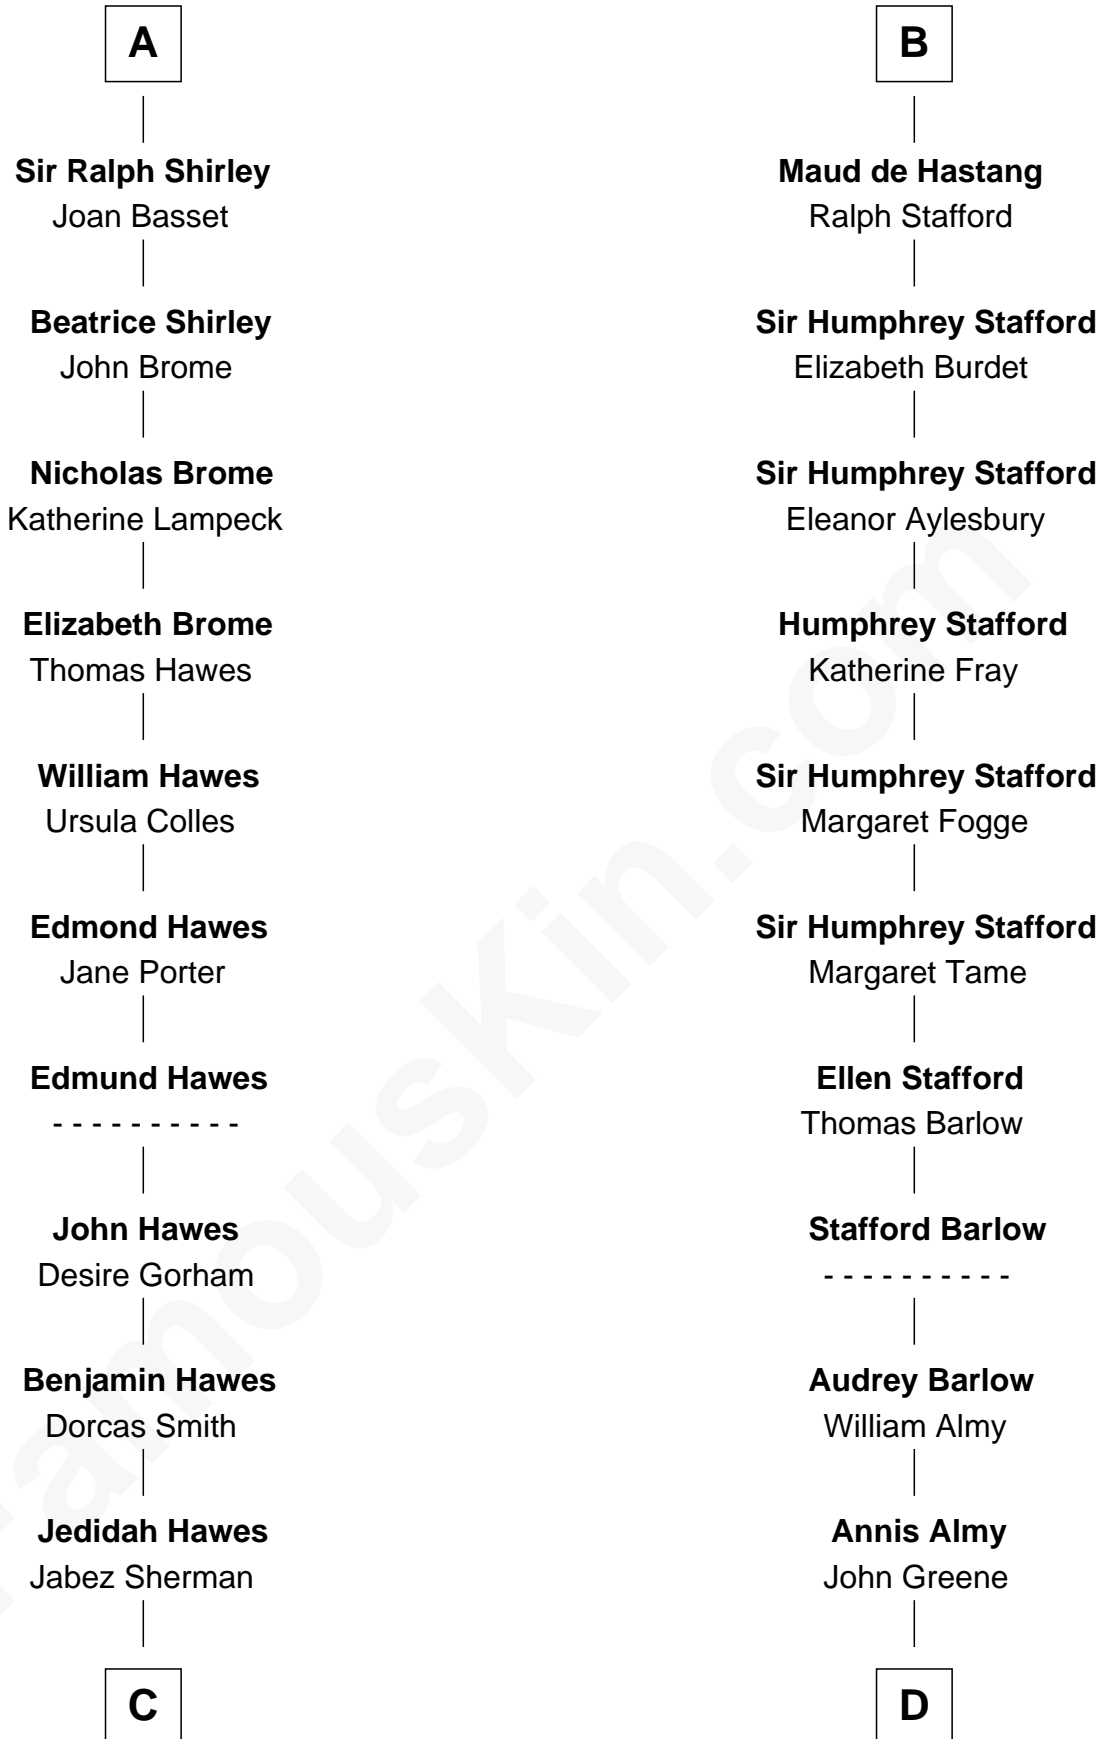 A
Sir Ralph Shirley
Joan Basset
Beatrice Shirley
John Brome
Nicholas Brome
Katherine Lampeck
Elizabeth Brome
Thomas Hawes
William Hawes
Ursula Colles
Edmond Hawes
Jane Porter
Edmund Hawes
- - - - - - - - - -
John Hawes
Desire Gorham
Benjamin Hawes
Dorcas Smith
Jedidah Hawes
Jabez Sherman
C
B
Maud de Hastang
Ralph Stafford
Sir Humphrey Stafford
Elizabeth Burdet
Sir Humphrey Stafford
Eleanor Aylesbury
Humphrey Stafford
Katherine Fray
Sir Humphrey Stafford
Margaret Fogge
Sir Humphrey Stafford
Margaret Tame
Ellen Stafford
Thomas Barlow
Stafford Barlow
- - - - - - - - - -
Audrey Barlow
William Almy
Annis Almy
John Greene
D
FamousKin.com